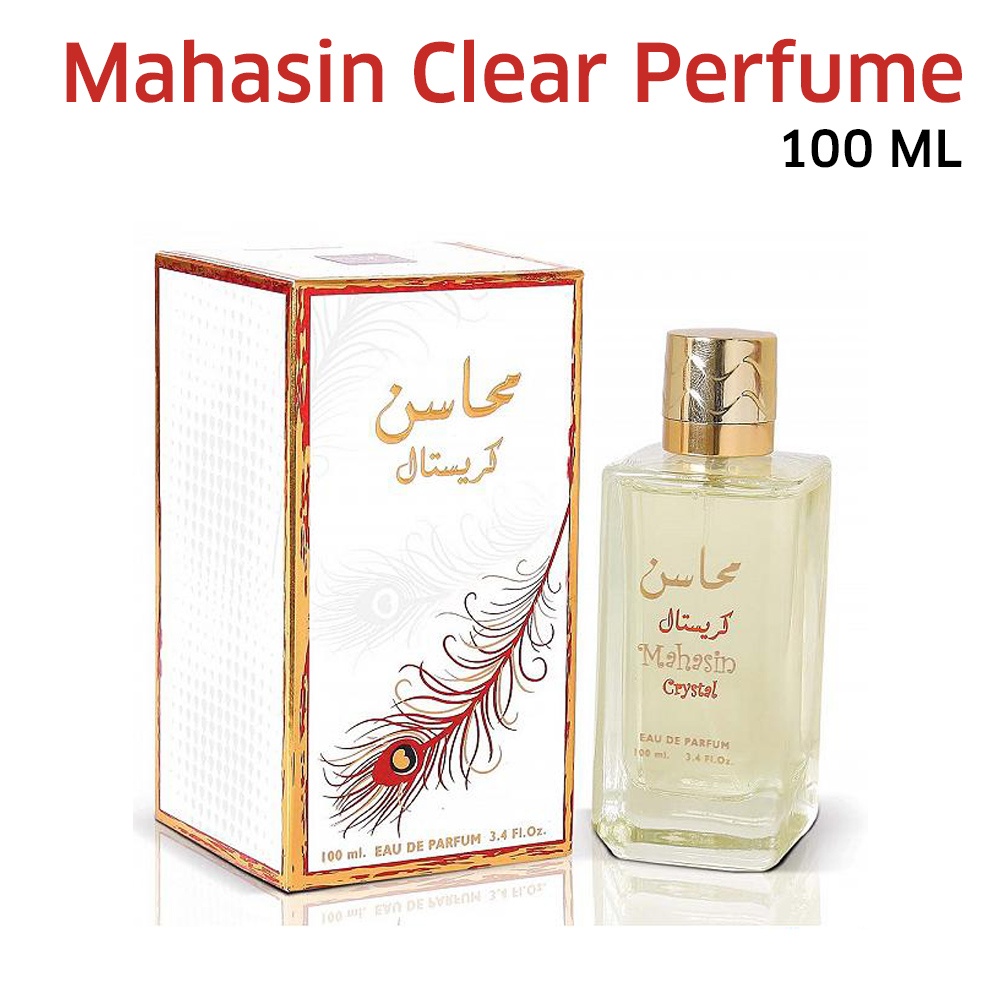 Mahasin Clear Perfume
100 ML
محاسن
كريستال
100 ml. EAU DE PARFUM 3.4 Fl.Oz.
محاسن
كريستال
Mahasin
Crystal
EAU DE PARFUM
100 ml. 3.4 Fl.Oz.